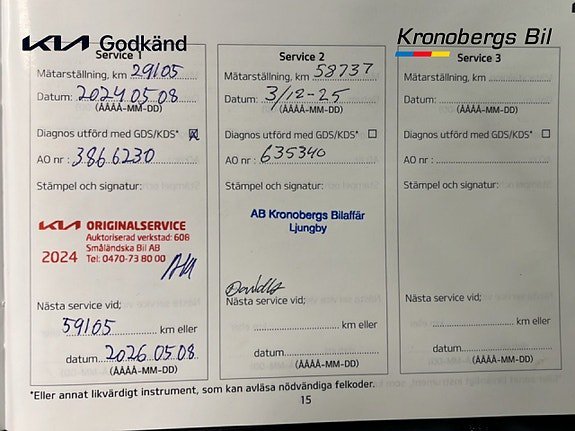 KIA Godkänd
Kronobergs Bil
Service 1
Mätarställning, km 29105
Datum: 2024 05 08
(ÅÅÅÅ-MM-DD)
Diagnos utförd med GDS/KDS*
AO nr: 3866230
Stämpel och signatur:
KIA ORIGINALSERVICE
Auktoriserad verkstad: 608
Småländska Bil AB
2024 Tel: 0470-73 80 00
Nästa service vid;
59105 km eller
datum 2026 05 08
(ÅÅÅÅ-MM-DD)
Service 2
Mätarställning, km 58737
Datum: 3/12-25
(ÅÅÅÅ-MM-DD)
Diagnos utförd med GDS/KDS*
AO nr: 635340
Stämpel och signatur:
AB Kronobergs Bilaffär
Ljungby
Nästa service vid;
km eller
datum
(ÅÅÅÅ-MM-DD)
Service 3
Mätarställning, km
Datum:
(ÅÅÅÅ-MM-DD)
Diagnos utförd med GDS/KDS*
AO nr:
Stämpel och signatur:
Nästa service vid;
km eller
datum
(ÅÅÅÅ-MM-DD)
*Eller annat likvärdigt instrument, som kan avläsa nödvändiga felkoder.
15